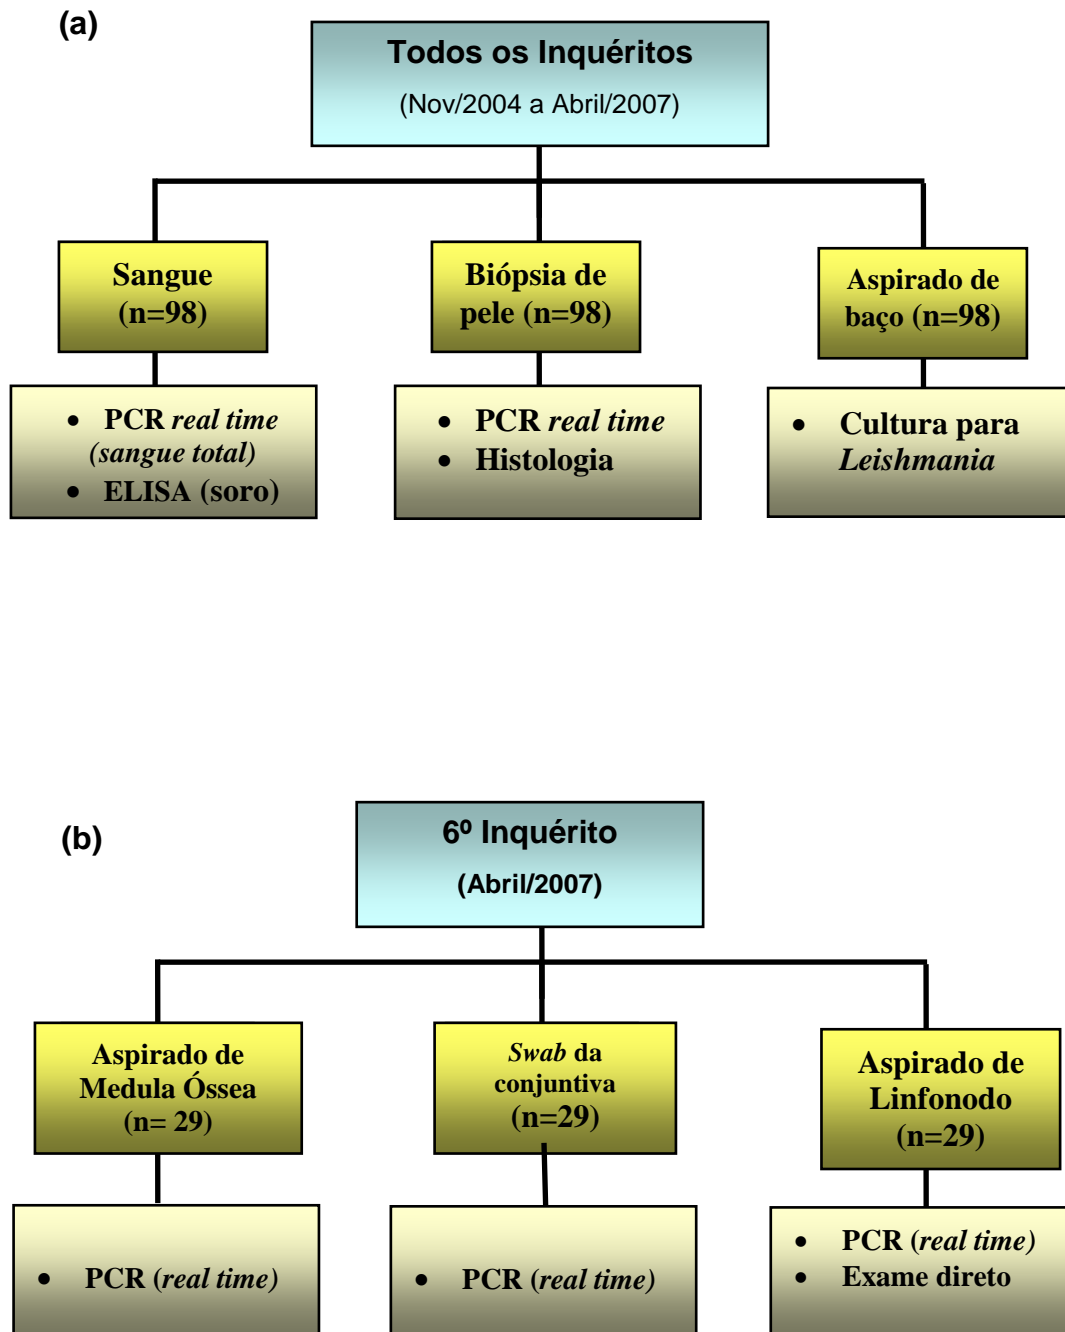 (a)
Todos os Inquéritos
(Nov/2004 a Abril/2007)
Sangue
(n=98)
Biópsia de
pele (n=98)
Aspirado de
baço (n=98)
• PCR real time
(sangue total)
• ELISA (soro)
• PCR real time
• Histologia
• Cultura para
Leishmania
(b)
6º Inquérito
(Abril/2007)
Aspirado de
Medula Óssea
(n= 29)
Swab da
conjuntiva
(n=29)
Aspirado de
Linfonodo
(n=29)
• PCR (real time)
• PCR (real time)
• PCR (real time)
• Exame direto